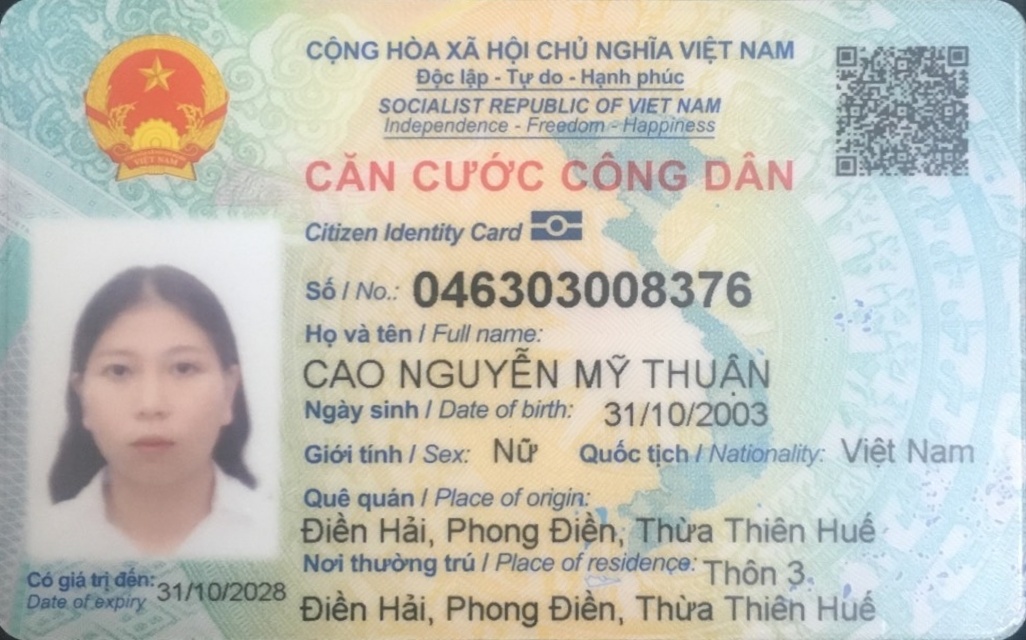 CỘNG HÒA XÃ HỘI CHỦ NGHĨA VIỆT NAM
Độc lập - Tự do - Hạnh phúc
SOCIALIST REPUBLIC OF VIET NAM
Independence - Freedom - Happiness
CĂN CƯỚC CÔNG DÂN
Citizen Identity Card
Số / No.: 046303008376
Họ và tên / Full name:
CAO NGUYỄN MỸ THUẬN
Ngày sinh / Date of birth: 31/10/2003
Giới tính / Sex: Nữ Quốc tịch / Nationality: Việt Nam
Quê quán / Place of origin:
Điền Hải, Phong Điền, Thừa Thiên Huế
Nơi thường trú / Place of residence: Thôn 3
Điền Hải, Phong Điền, Thừa Thiên Huế
Có giá trị đến: 31/10/2028
Date of expiry
VIỆT NAM